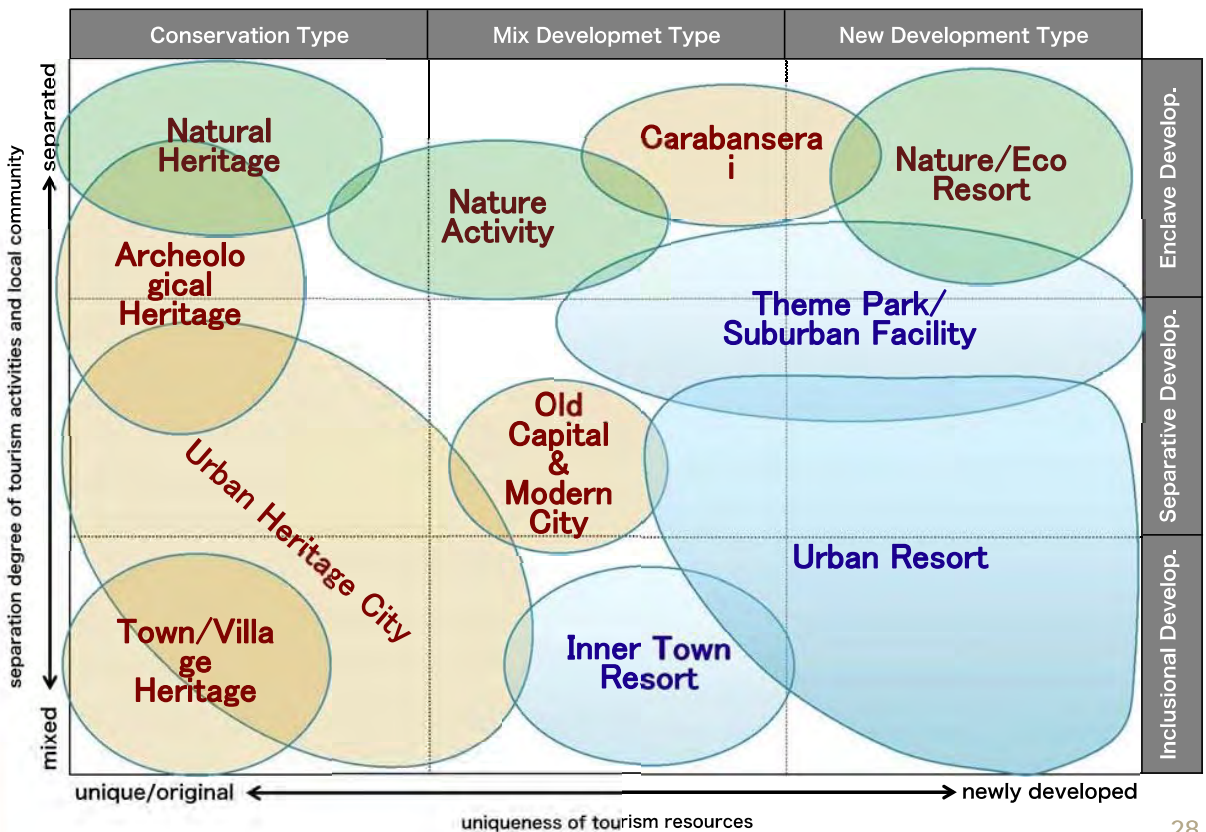 Conservation Type
Mix Developmet Type
New Development Type
separation degree of tourism activities and local community
separated
mixed
Natural
Heritage
Archeolo
gical
Heritage
Nature
Activity
Carabansera
i
Nature/Eco
Resort
Theme Park/
Suburban Facility
Old
Capital
&
Modern
City
Urban Heritage City
Urban Resort
Town/Villa
ge
Heritage
Inner Town
Resort
Enclave Develop.
Separative Develop.
Inclusional Develop.
unique/original
newly developed
uniqueness of tourism resources
28